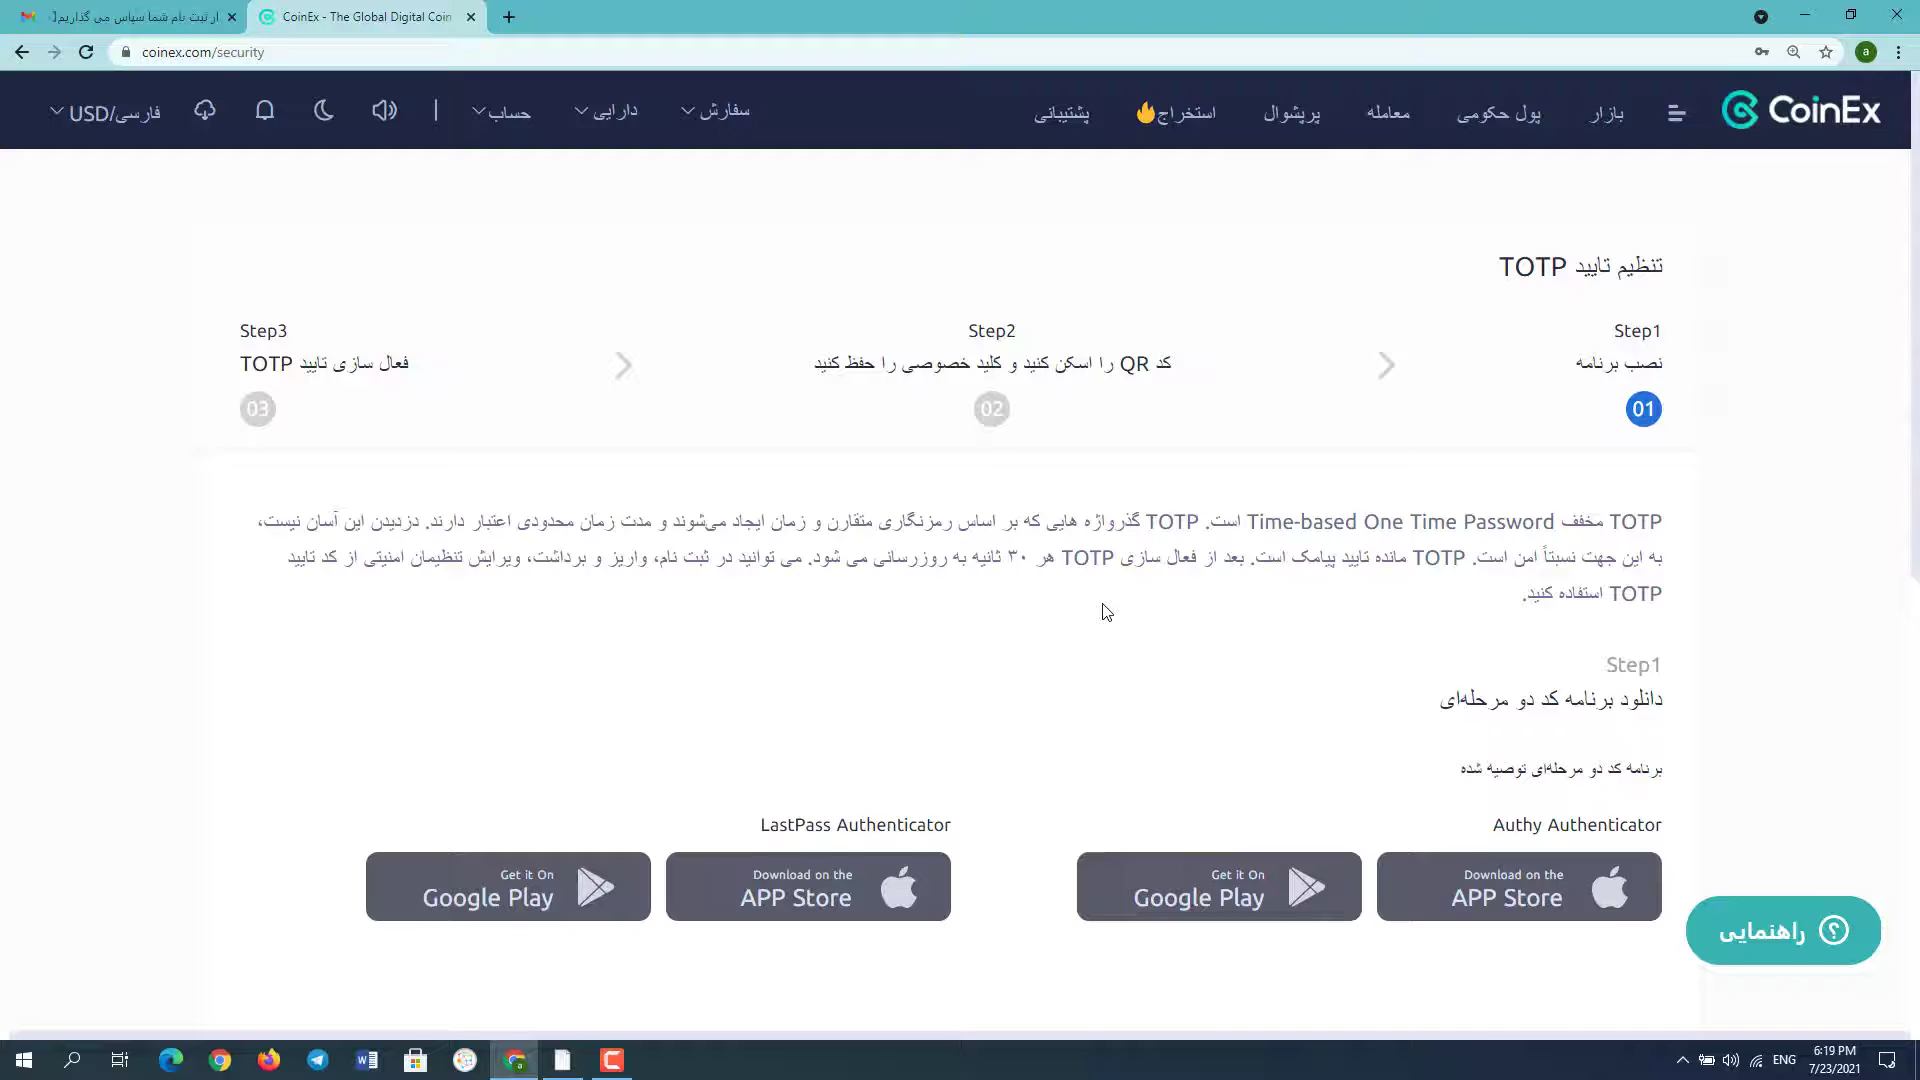 از ثبت نام شما سپاس می گذاریم!
CoinEx - The Global Digital Coin
coinex.com/security
a
CoinEx
بازار
پول حکومی
معامله
پرپشوال
استخراج
پشتیبانی
سفارش
دارایی
حساب
فارسی/USD
تنظیم تایید TOTP
Step1
Step2
Step3
نصب برنامه
کد QR را اسکن کنید و کلید خصوصی را حفظ کنید
فعال سازی تایید TOTP
01
02
03
TOTP مخفف Time-based One Time Password است. TOTP گذرواژه هایی که بر اساس رمزنگاری متقارن و زمان ایجاد می‌شوند و مدت زمان محدودی اعتبار دارند. دزدیدن این آسان نیست،
به این جهت نسبتاً امن است. TOTP مانده تایید پیامک است. بعد از فعال سازی TOTP هر ۳۰ ثانیه به روزرسانی می شود. می توانید در ثبت نام، واریز و برداشت، ویرایش تنظیمان امنیتی از کد تایید
TOTP استفاده کنید.
Step1
دانلود برنامه کد دو مرحله‌ای
برنامه کد دو مرحله‌ای توصیه شده
Authy Authenticator
LastPass Authenticator
Download on the
APP Store
Get it On
Google Play
Download on the
APP Store
Get it On
Google Play
راهنمایی
ENG
6:19 PM
7/23/2021